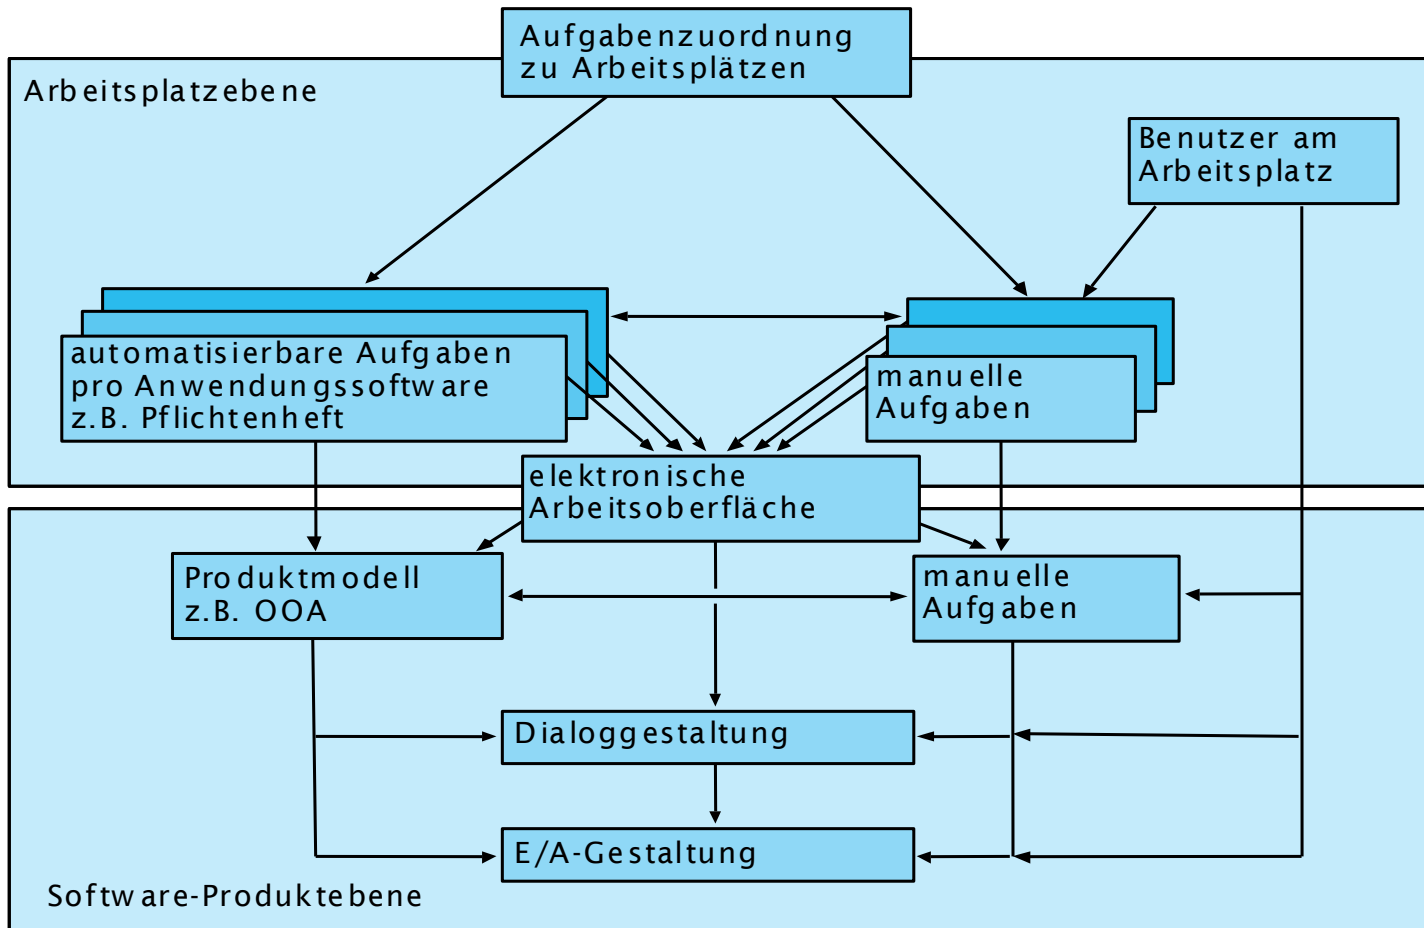 Aufgabenzuordnung
zu Arbeitsplätzen
Arbeitsplatzebene
Benutzer am
Arbeitsplatz
automatisierbare Aufgaben
pro Anwendungssoftware
z.B. Pflichtenheft
manuelle
Aufgaben
elektronische
Arbeitsoberfläche
Produktmodell
z.B. OOA
manuelle
Aufgaben
Dialoggestaltung
E/A-Gestaltung
Software-Produktebene